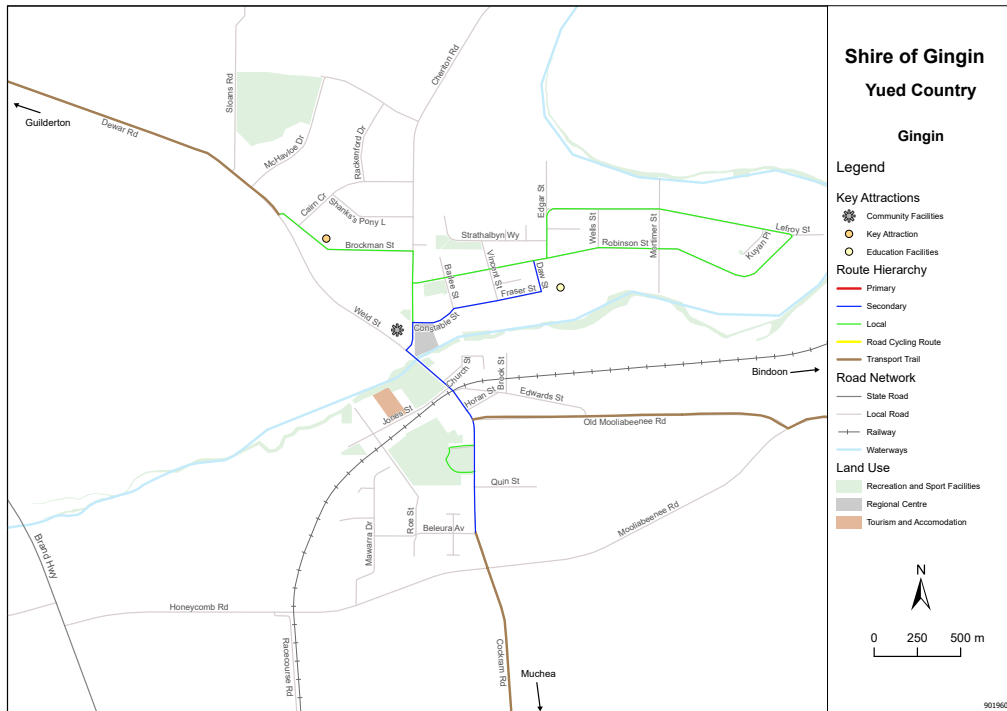 Shire of Gingin
Yued Country
Gingin
Legend
Key Attractions
Community Facilities
Key Attraction
Education Facilities
Route Hierarchy
Primary
Secondary
Local
Road Cycling Route
Transport Trail
Road Network
State Road
Local Road
Railway
Waterways
Land Use
Recreation and Sport Facilities
Regional Centre
Tourism and Accomodation
N
0 250 500 m
Guilderton
Dewar Rd
Sloans Rd
Cheriton Rd
McHavloe Dr
Rackenford Dr
Cairn Cr
Shanks's Pony L
Brockman St
Strathalbyn Wy
Edgar St
Wells St
Mortimer St
Robinson St
Kuyan Pl
Lefroy St
Bailee St
Vincent St
Daw St
Fraser St
Constable St
Weld St
Church St
Brook St
Horan St
Edwards St
Bindoon
Jones St
Old Mooliabeenee Rd
Quin St
Roe St
Mawarra Dr
Beleura Av
Mooliabeenee Rd
Brand Hwy
Honeycomb Rd
Racecourse Rd
Cockram Rd
Muchea